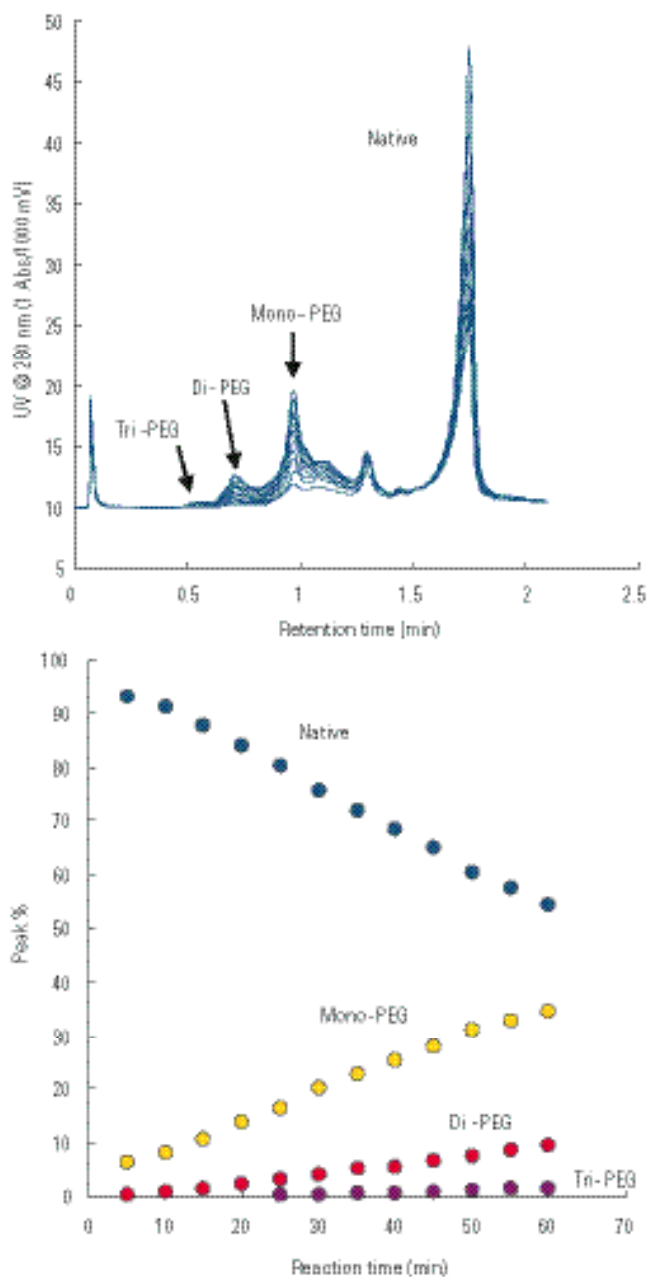 50
45
40
35
30
25
20
15
10
5
UV @ 280 nm (1 Abs/1000 mV)
Native
Mono-PEG
Di-PEG
Tri-PEG
0
0.5
1
1.5
2
2.5
Retention time (min)
100
90
80
70
60
50
40
30
20
10
0
Peak %
Native
Mono-PEG
Di-PEG
Tri-PEG
0
10
20
30
40
50
60
70
Reaction time (min)